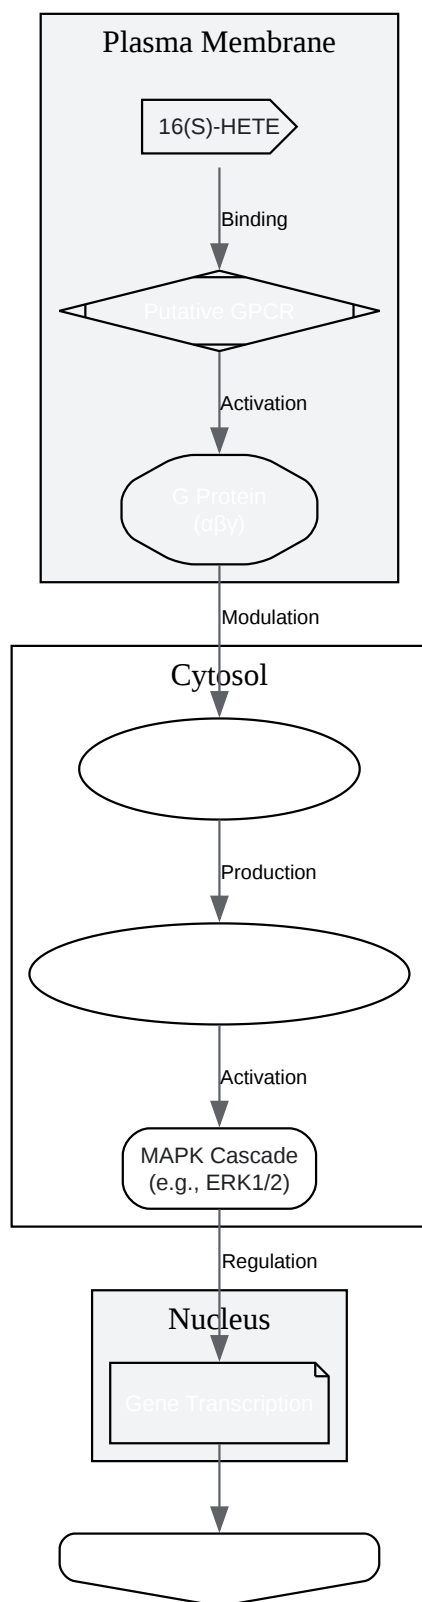 Plasma Membrane
16(S)-HETE
Binding
Putative GPCR
Activation
G Protein
(αβγ)
Modulation
Cytosol
Production
Activation
MAPK Cascade
(e.g., ERK1/2)
Regulation
Nucleus
Gene Transcription